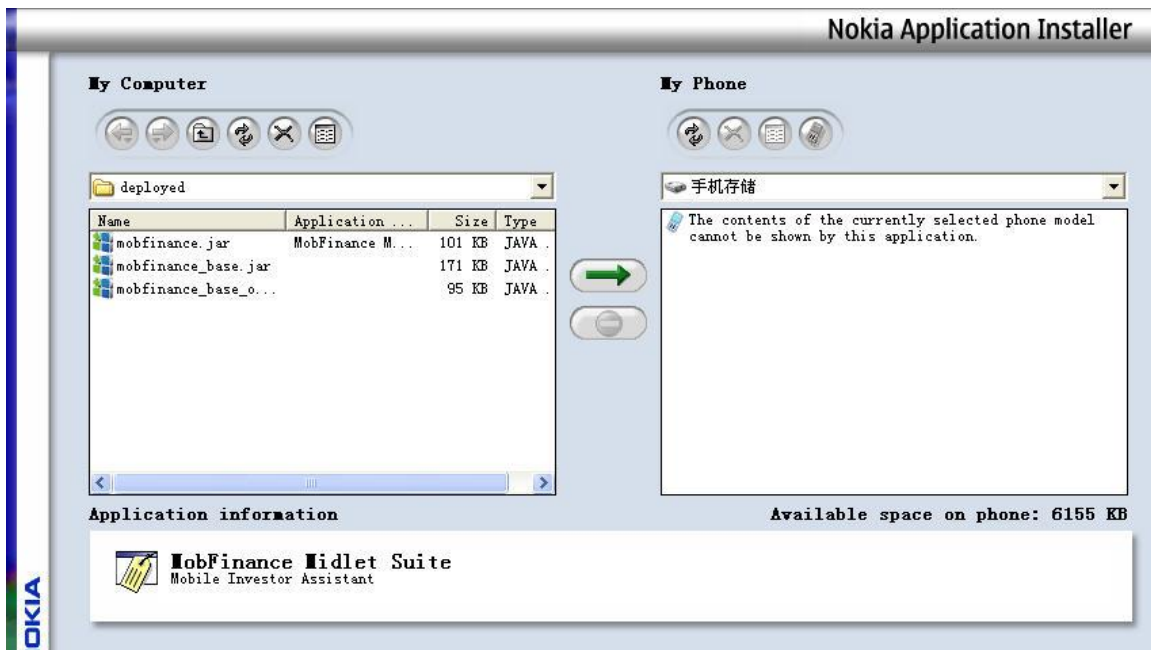 Nokia Application Installer
My Computer
My Phone
deployed
手机存储
Name Application ... Size Type
mobfinance.jar MobFinance M... 101 KB JAVA .
mobfinance_base.jar 171 KB JAVA .
mobfinance_base_o... 95 KB JAVA .
The contents of the currently selected phone model
cannot be shown by this application.
Application information
Available space on phone: 6155 KB
MobFinance Midlet Suite
Mobile Investor Assistant
OKIA